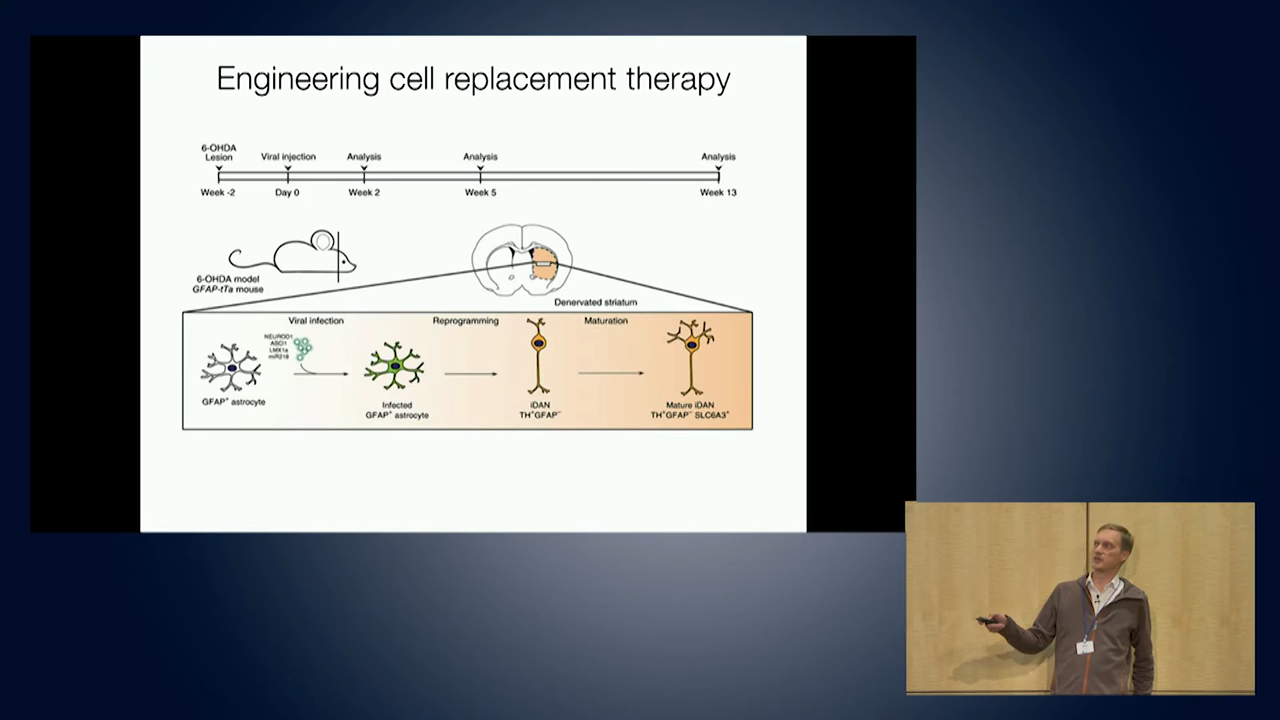 Engineering cell replacement therapy
6-OHDA
Lesion
Viral injection
Analysis
Analysis
Analysis
Week -2
Day 0
Week 2
Week 5
Week 13
6-OHDA model
GFAP-tTa mouse
Denervated striatum
Viral infection
Reprogramming
Maturation
NEUROD1
ASCl1
LMX1a
miR218
GFAP⁺ astrocyte
Infected
GFAP⁺ astrocyte
iDAN
TH⁺GFAP⁻
Mature iDAN
TH⁺GFAP⁻ SLC6A3⁺